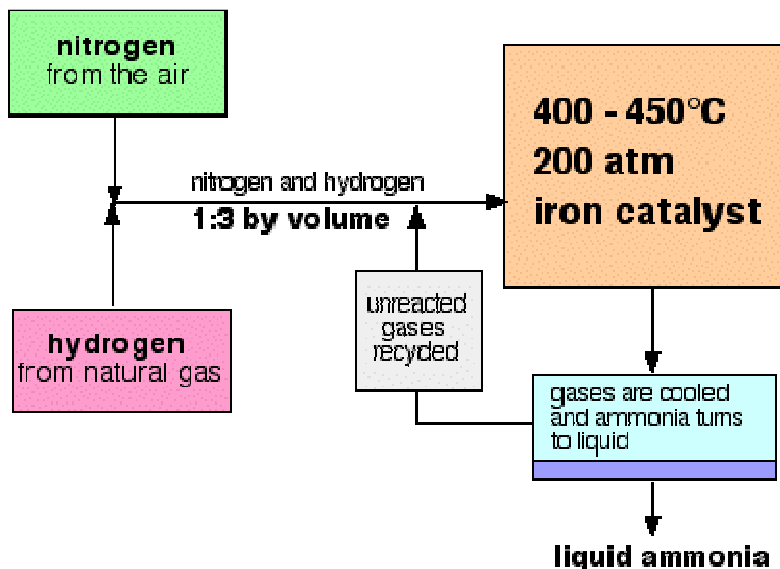 nitrogen
from the air
400 - 450°C
200 atm
iron catalyst
nitrogen and hydrogen
1:3 by volume
unreacted
gases
recycled
hydrogen
from natural gas
gases are cooled
and ammonia turns
to liquid
liquid ammonia